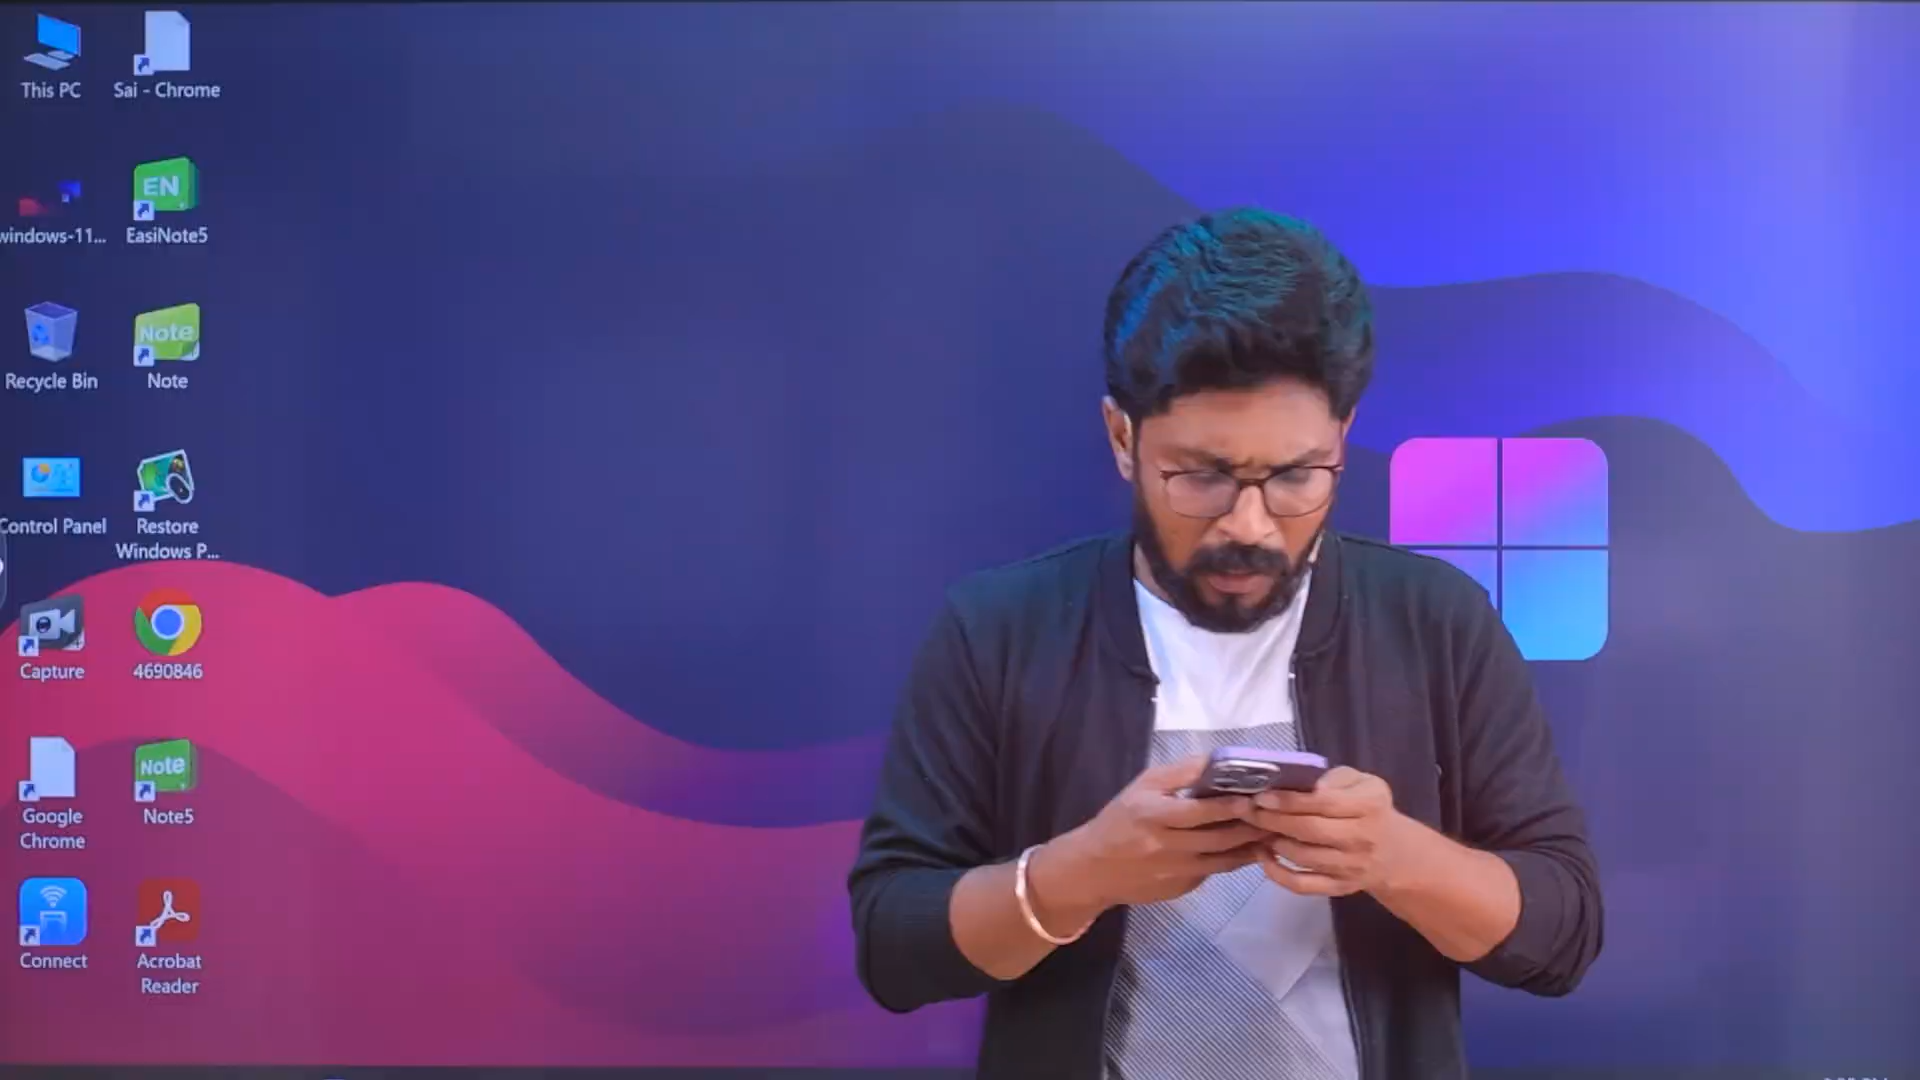 This PC
Sai - Chrome
windows-11...
EN
EasiNote5
Recycle Bin
Note
Note
Control Panel
Restore
Windows P...
Capture
4690846
Google
Chrome
Note
Note5
Connect
Acrobat
Reader